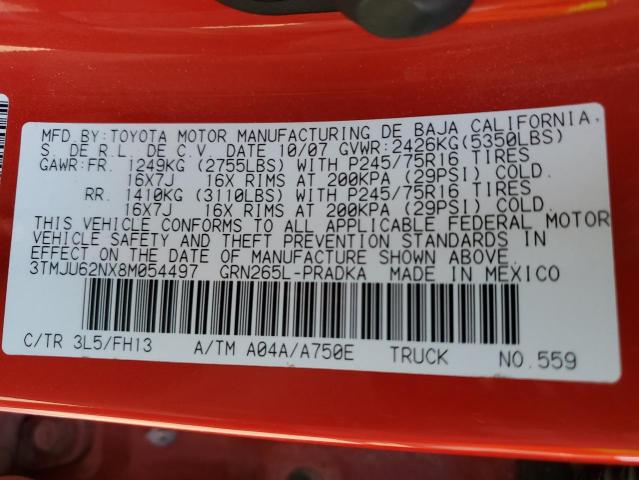 MFD.BY:TOYOTA MOTOR MANUFACTURING DE BAJA CALIFORNIA,
S. DE R.L. DE C.V. DATE 10/07 GVWR:2426KG(5350LBS)
GAWR:FR. 1249KG (2755LBS) WITH P245/75R16 TIRES
16X7J 16X RIMS AT 200KPA (29PSI) COLD.
RR. 1410KG (3110LBS) WITH P245/75R16 TIRES
16X7J 16X RIMS AT 200KPA (29PSI) COLD.
THIS VEHICLE CONFORMS TO ALL APPLICABLE FEDERAL MOTOR
VEHICLE SAFETY AND THEFT PREVENTION STANDARDS IN
EFFECT ON THE DATE OF MANUFACTURE SHOWN ABOVE.
3TMJU62NX8M054497 GRN265L-PRADKA MADE IN MEXICO
C/TR 3L5/FH13 A/TM A04A/A750E TRUCK NO.559